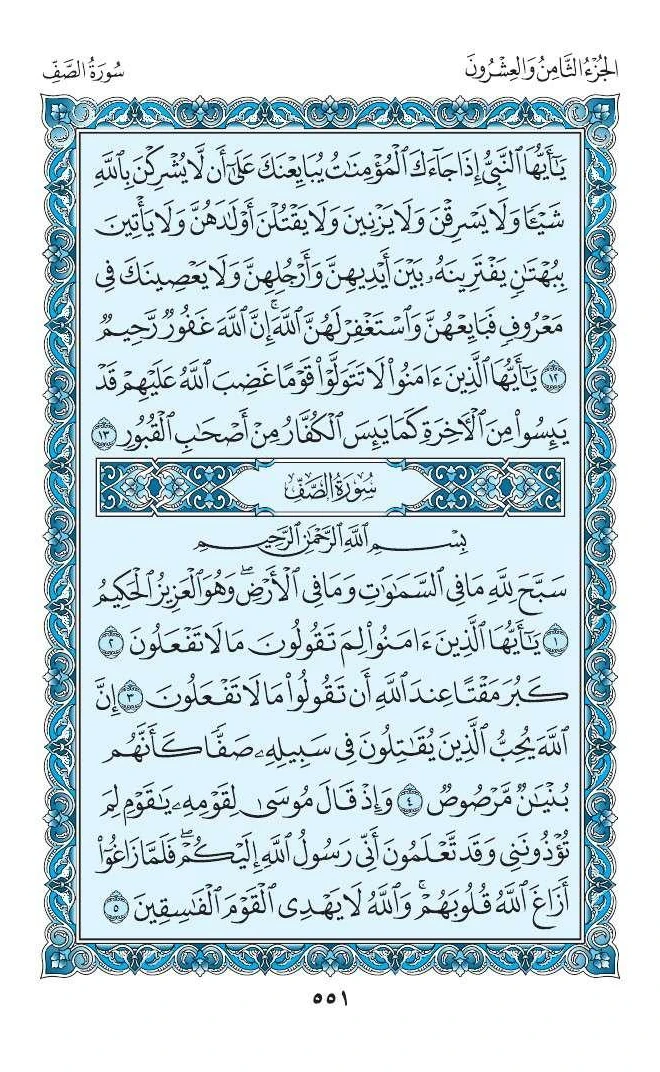 الجُزْءُ الثَّامِنُ وَالعِشْرُونَ
سُورَةُ الصَّفِّ
يَٰٓأَيُّهَا ٱلنَّبِيُّ إِذَا جَآءَكَ ٱلْمُؤْمِنَٰتُ يُبَايِعْنَكَ عَلَىٰٓ أَن لَّا يُشْرِكْنَ بِٱللَّهِ
شَيْـًٔا وَلَا يَسْرِقْنَ وَلَا يَزْنِينَ وَلَا يَقْتُلْنَ أَوْلَٰدَهُنَّ وَلَا يَأْتِينَ
بِبُهْتَٰنٍ يَفْتَرِينَهُۥ بَيْنَ أَيْدِيهِنَّ وَأَرْجُلِهِنَّ وَلَا يَعْصِينَكَ فِى
مَعْرُوفٍ فَبَايِعْهُنَّ وَٱسْتَغْفِرْ لَهُنَّ ٱللَّهَ ۚ إِنَّ ٱللَّهَ غَفُورٌ رَّحِيمٌ
١٢ يَٰٓأَيُّهَا ٱلَّذِينَ ءَامَنُوا۟ لَا تَتَوَلَّوْا۟ قَوْمًا غَضِبَ ٱللَّهُ عَلَيْهِمْ قَدْ
يَئِسُوا۟ مِنَ ٱلْـَٔاخِرَةِ كَمَا يَئِسَ ٱلْكُفَّارُ مِنْ أَصْحَٰبِ ٱلْقُبُورِ ١٣
سُورَةُ الصَّفِّ
بِسْمِ ٱللَّهِ ٱلرَّحْمَٰنِ ٱلرَّحِيمِ
سَبَّحَ لِلَّهِ مَا فِى ٱلسَّمَٰوَٰتِ وَمَا فِى ٱلْأَرْضِ ۖ وَهُوَ ٱلْعَزِيزُ ٱلْحَكِيمُ
١ يَٰٓأَيُّهَا ٱلَّذِينَ ءَامَنُوا۟ لِمَ تَقُولُونَ مَا لَا تَفْعَلُونَ ٢
كَبُرَ مَقْتًا عِندَ ٱللَّهِ أَن تَقُولُوا۟ مَا لَا تَفْعَلُونَ ٣ إِنَّ
ٱللَّهَ يُحِبُّ ٱلَّذِينَ يُقَٰتِلُونَ فِى سَبِيلِهِۦ صَفًّا كَأَنَّهُم
بُنْيَٰنٌ مَّرْصُوصٌ ٤ وَإِذْ قَالَ مُوسَىٰ لِقَوْمِهِۦ يَٰقَوْمِ لِمَ
تُؤْذُونَنِى وَقَد تَّعْلَمُونَ أَنِّى رَسُولُ ٱللَّهِ إِلَيْكُمْ ۖ فَلَمَّا زَاغُوٓا۟
أَزَاغَ ٱللَّهُ قُلُوبَهُمْ ۚ وَٱللَّهُ لَا يَهْدِى ٱلْقَوْمَ ٱلْفَٰسِقِينَ ٥
٥٥١